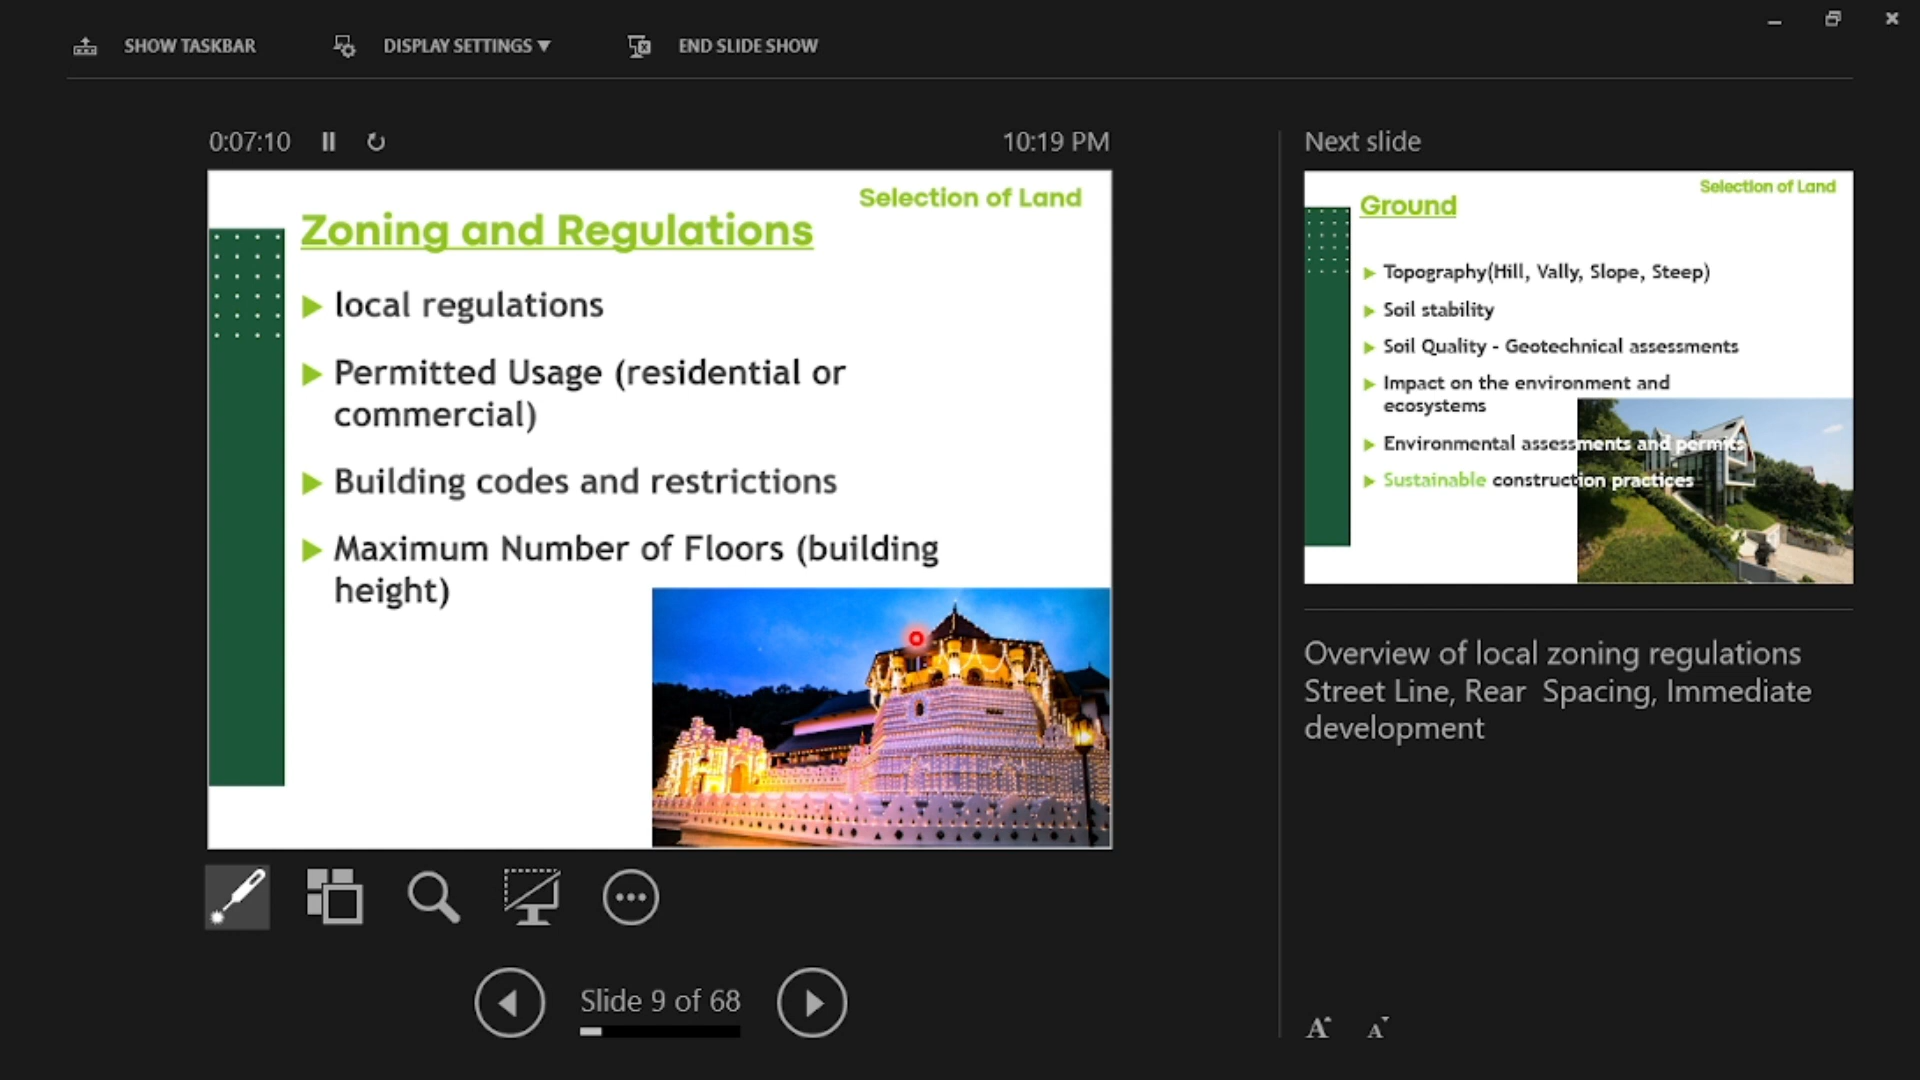 SHOW TASKBAR
DISPLAY SETTINGS ▼
END SLIDE SHOW
0:07:10
10:19 PM
Selection of Land
Zoning and Regulations
local regulations
Permitted Usage (residential or
commercial)
Building codes and restrictions
Maximum Number of Floors (building
height)
Slide 9 of 68
Next slide
Selection of Land
Ground
Topography(Hill, Vally, Slope, Steep)
Soil stability
Soil Quality - Geotechnical assessments
Impact on the environment and
ecosystems
Environmental assessments and permits
Sustainable construction practices
Overview of local zoning regulations
Street Line, Rear  Spacing, Immediate
development
A A